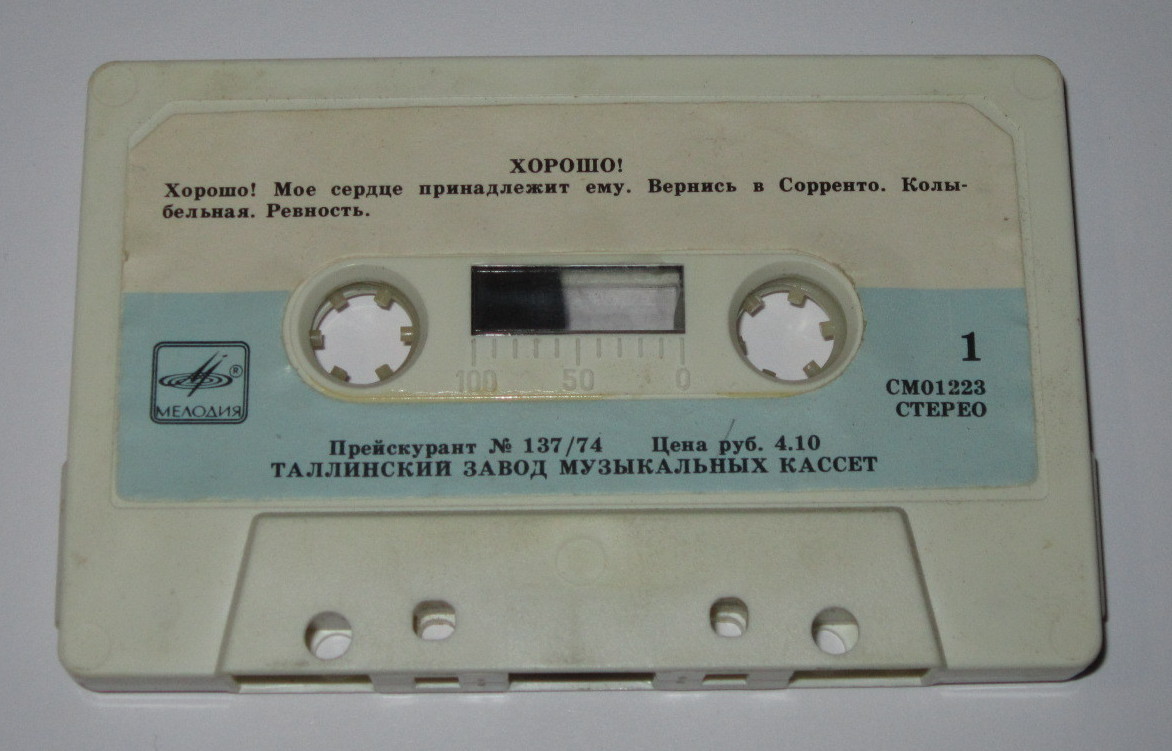 ХОРОШО!
Хорошо! Мое сердце принадлежит ему. Вернись в Сорренто. Колы-
бельная. Ревность.
100 50 0
1
СМ01223
СТЕРЕО
® МЕЛОДИЯ
Прейскурант № 137/74 Цена руб. 4.10
ТАЛЛИНСКИЙ ЗАВОД МУЗЫКАЛЬНЫХ КАССЕТ